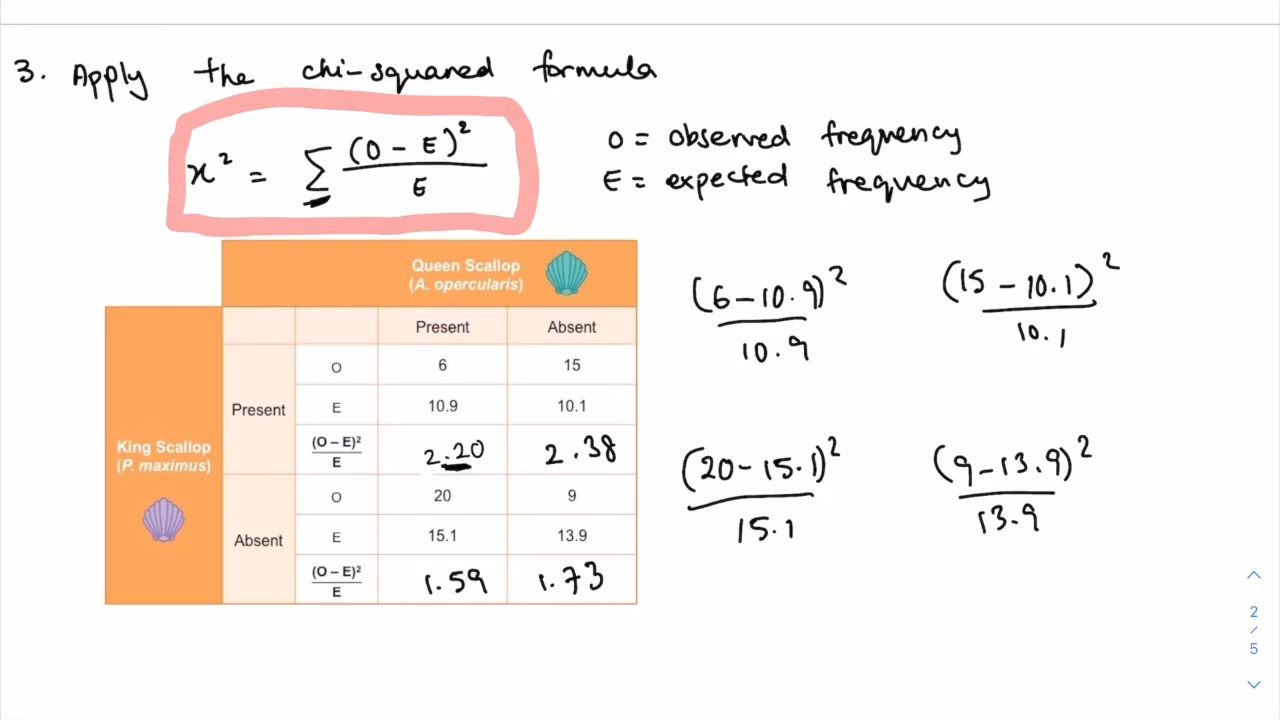 3. Apply the chi-squared formula
x² = Σ (O - E)² / E
O = observed frequency
E = expected frequency
Queen Scallop
(A. opercularis)
Present Absent
King Scallop
(P. maximus)
Present
O 6 15
E 10.9 10.1
(O – E)² / E 2.20 2.38
Absent
O 20 9
E 15.1 13.9
(O – E)² / E 1.59 1.73
(6-10.9)² / 10.9
(15-10.1)² / 10.1
(20-15.1)² / 15.1
(9-13.9)² / 13.9
2
/
5